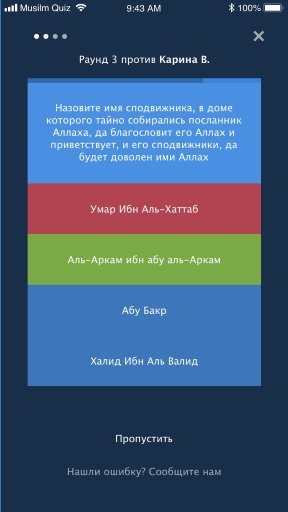 Musilm Quiz 9:43 AM 100%
Раунд 3 против Карина В.
Назовите имя сподвижника, в доме
которого тайно собирались посланник
Аллаха, да благословит его Аллах и
приветствует, и его сподвижники, да
будет доволен ими Аллах
Умар Ибн Аль-Хаттаб
Аль-Аркам ибн абу аль-Аркам
Абу Бакр
Халид Ибн Аль Валид
Пропустить
Нашли ошибку? Сообщите нам